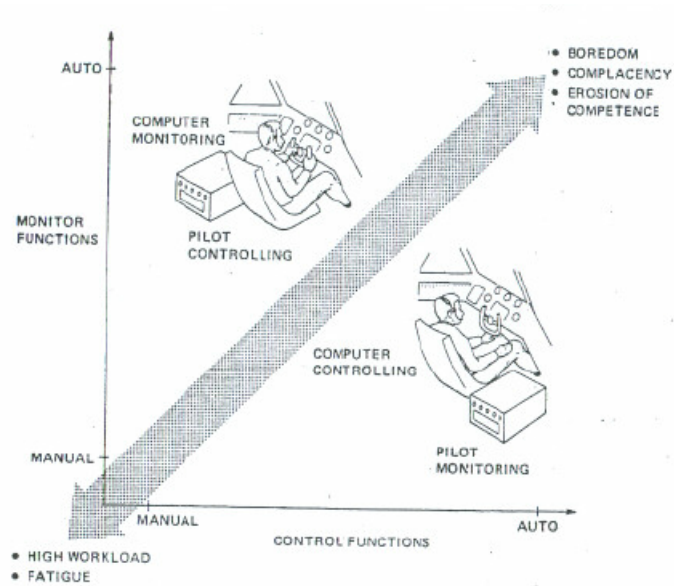 AUTO
• BOREDOM
• COMPLACENCY
• EROSION OF
COMPETENCE
COMPUTER
MONITORING
MONITOR
FUNCTIONS
PILOT
CONTROLLING
COMPUTER
CONTROLLING
PILOT
MONITORING
MANUAL
MANUAL
AUTO
CONTROL FUNCTIONS
• HIGH WORKLOAD
• FATIGUE